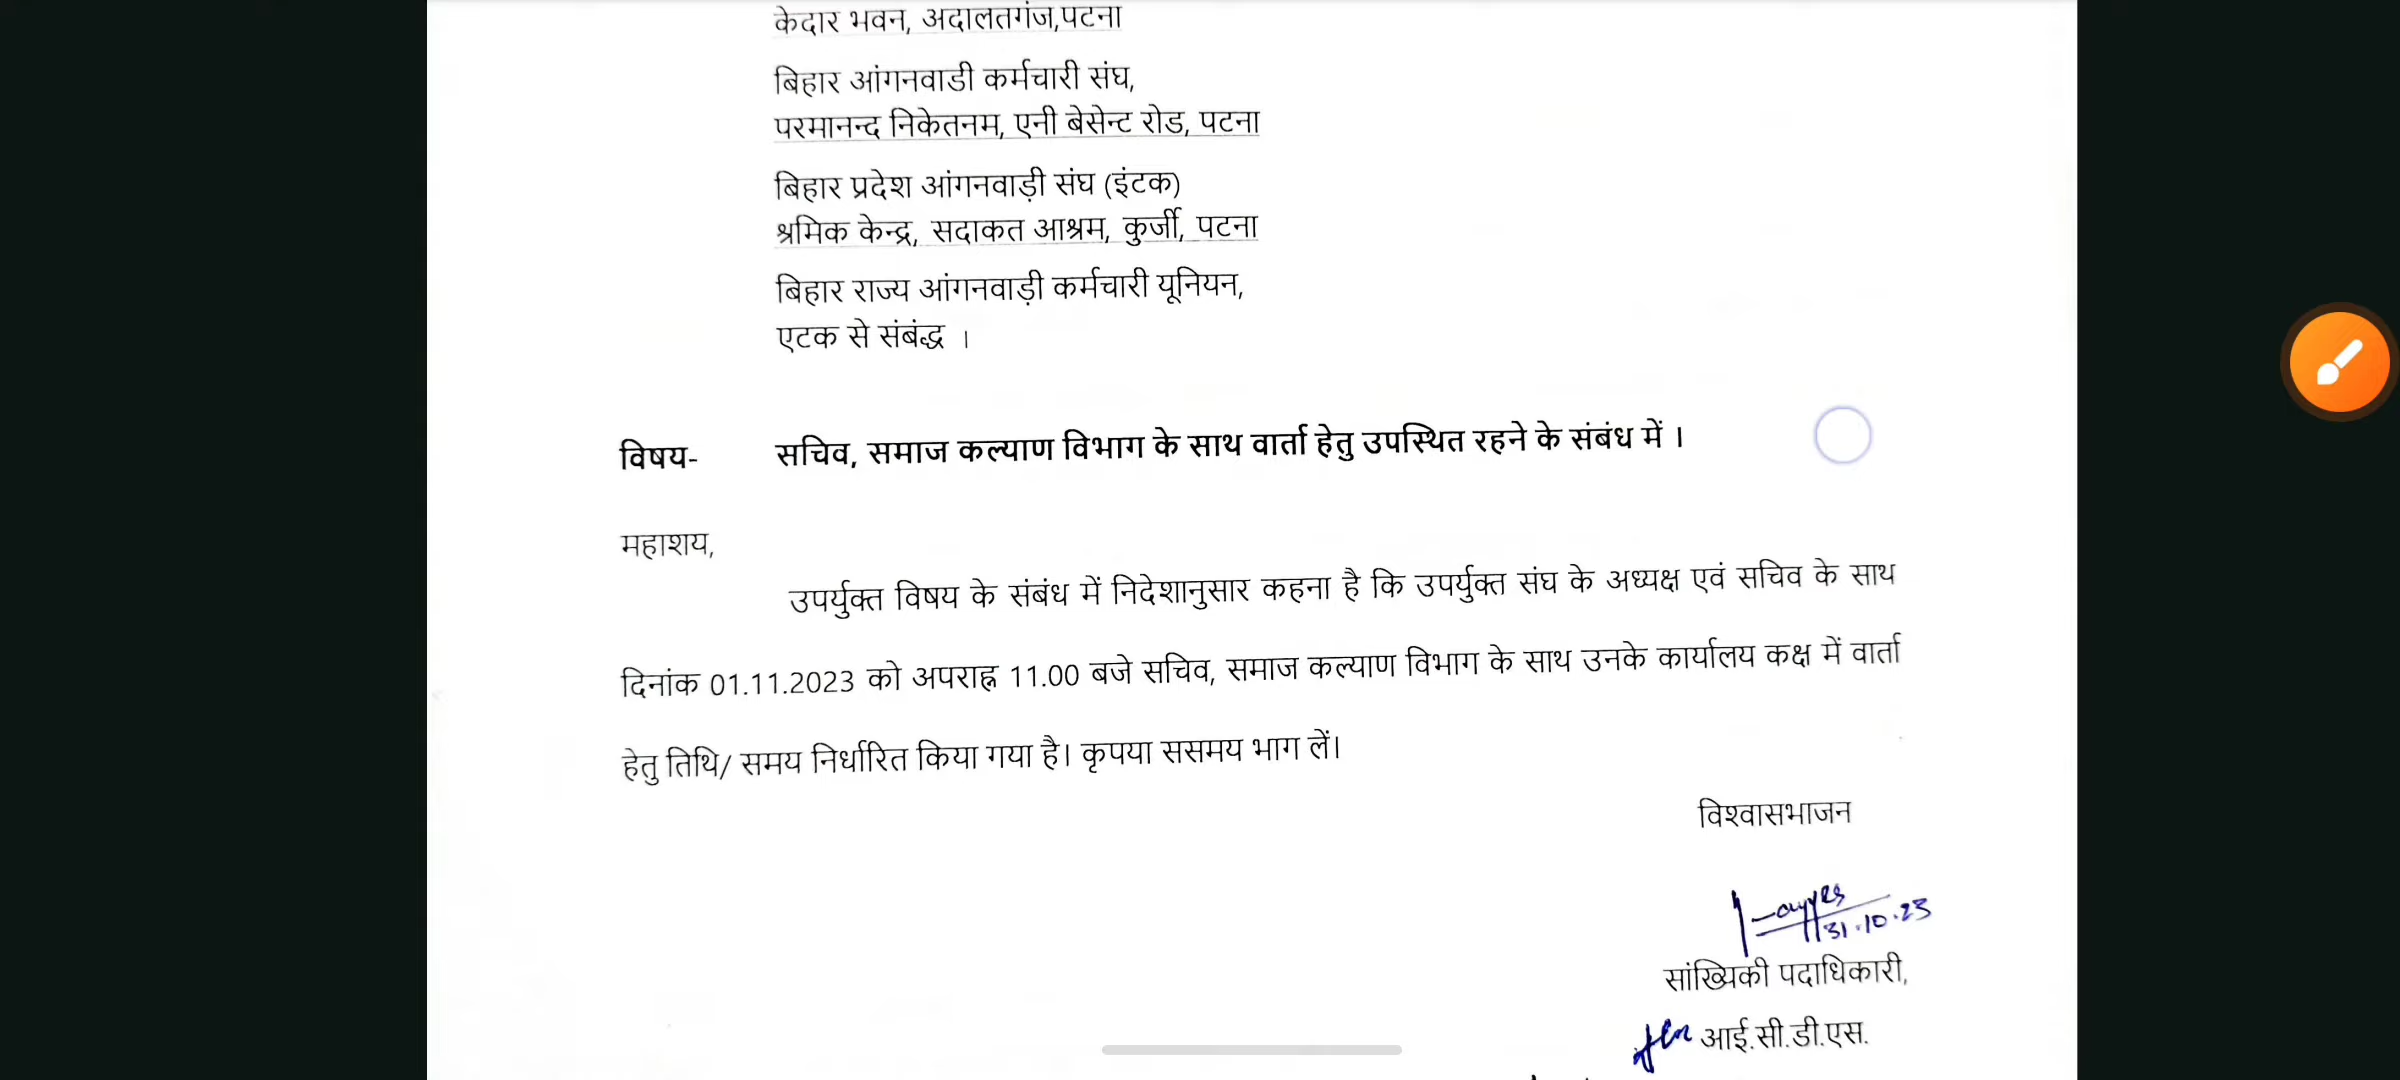 केदार भवन, अदालतगंज,पटना
बिहार आंगनवाडी कर्मचारी संघ,
परमानन्द निकेतनम, एनी बेसेन्ट रोड, पटना
बिहार प्रदेश आंगनवाड़ी संघ (इंटक)
श्रमिक केन्द्र, सदाकत आश्रम, कुर्जी, पटना
बिहार राज्य आंगनवाड़ी कर्मचारी यूनियन,
एटक से संबंद्ध ।
विषय- सचिव, समाज कल्याण विभाग के साथ वार्ता हेतु उपस्थित रहने के संबंध में ।
महाशय,
उपर्युक्त विषय के संबंध में निदेशानुसार कहना है कि उपर्युक्त संघ के अध्यक्ष एवं सचिव के साथ
दिनांक 01.11.2023 को अपराह्न 11.00 बजे सचिव, समाज कल्याण विभाग के साथ उनके कार्यालय कक्ष में वार्ता
हेतु तिथि/ समय निर्धारित किया गया है। कृपया ससमय भाग लें।
विश्वासभाजन
31.10.23
सांख्यिकी पदाधिकारी,
आई.सी.डी.एस.